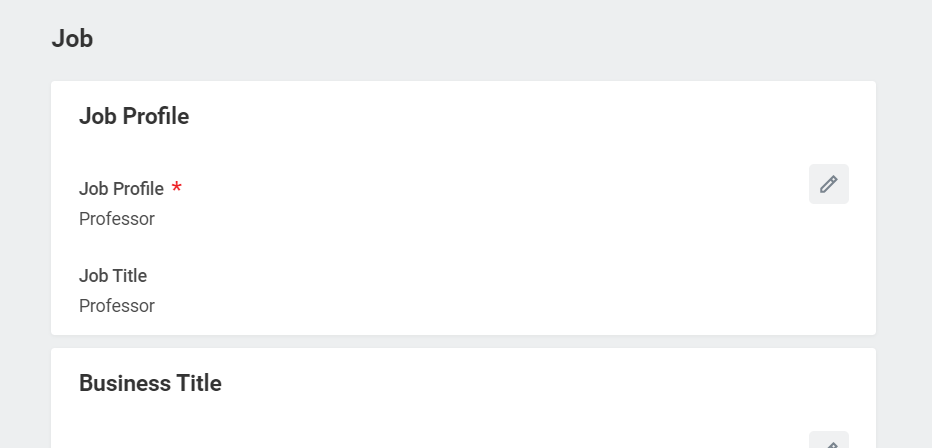 Job
Job Profile
Job Profile *
Professor
Job Title
Professor
Business Title